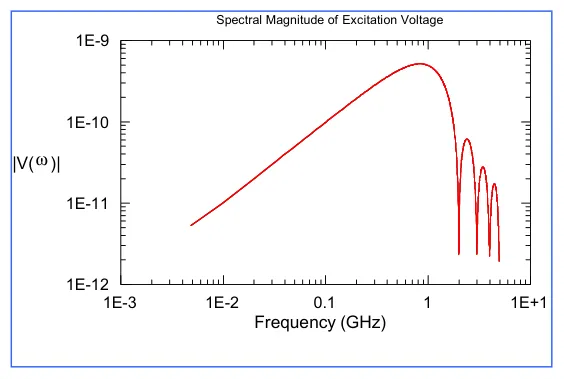 Spectral Magnitude of Excitation Voltage
1E-9
1E-10
|V(ω)|
1E-11
1E-12
1E-3 1E-2 0.1 1 1E+1
Frequency (GHz)